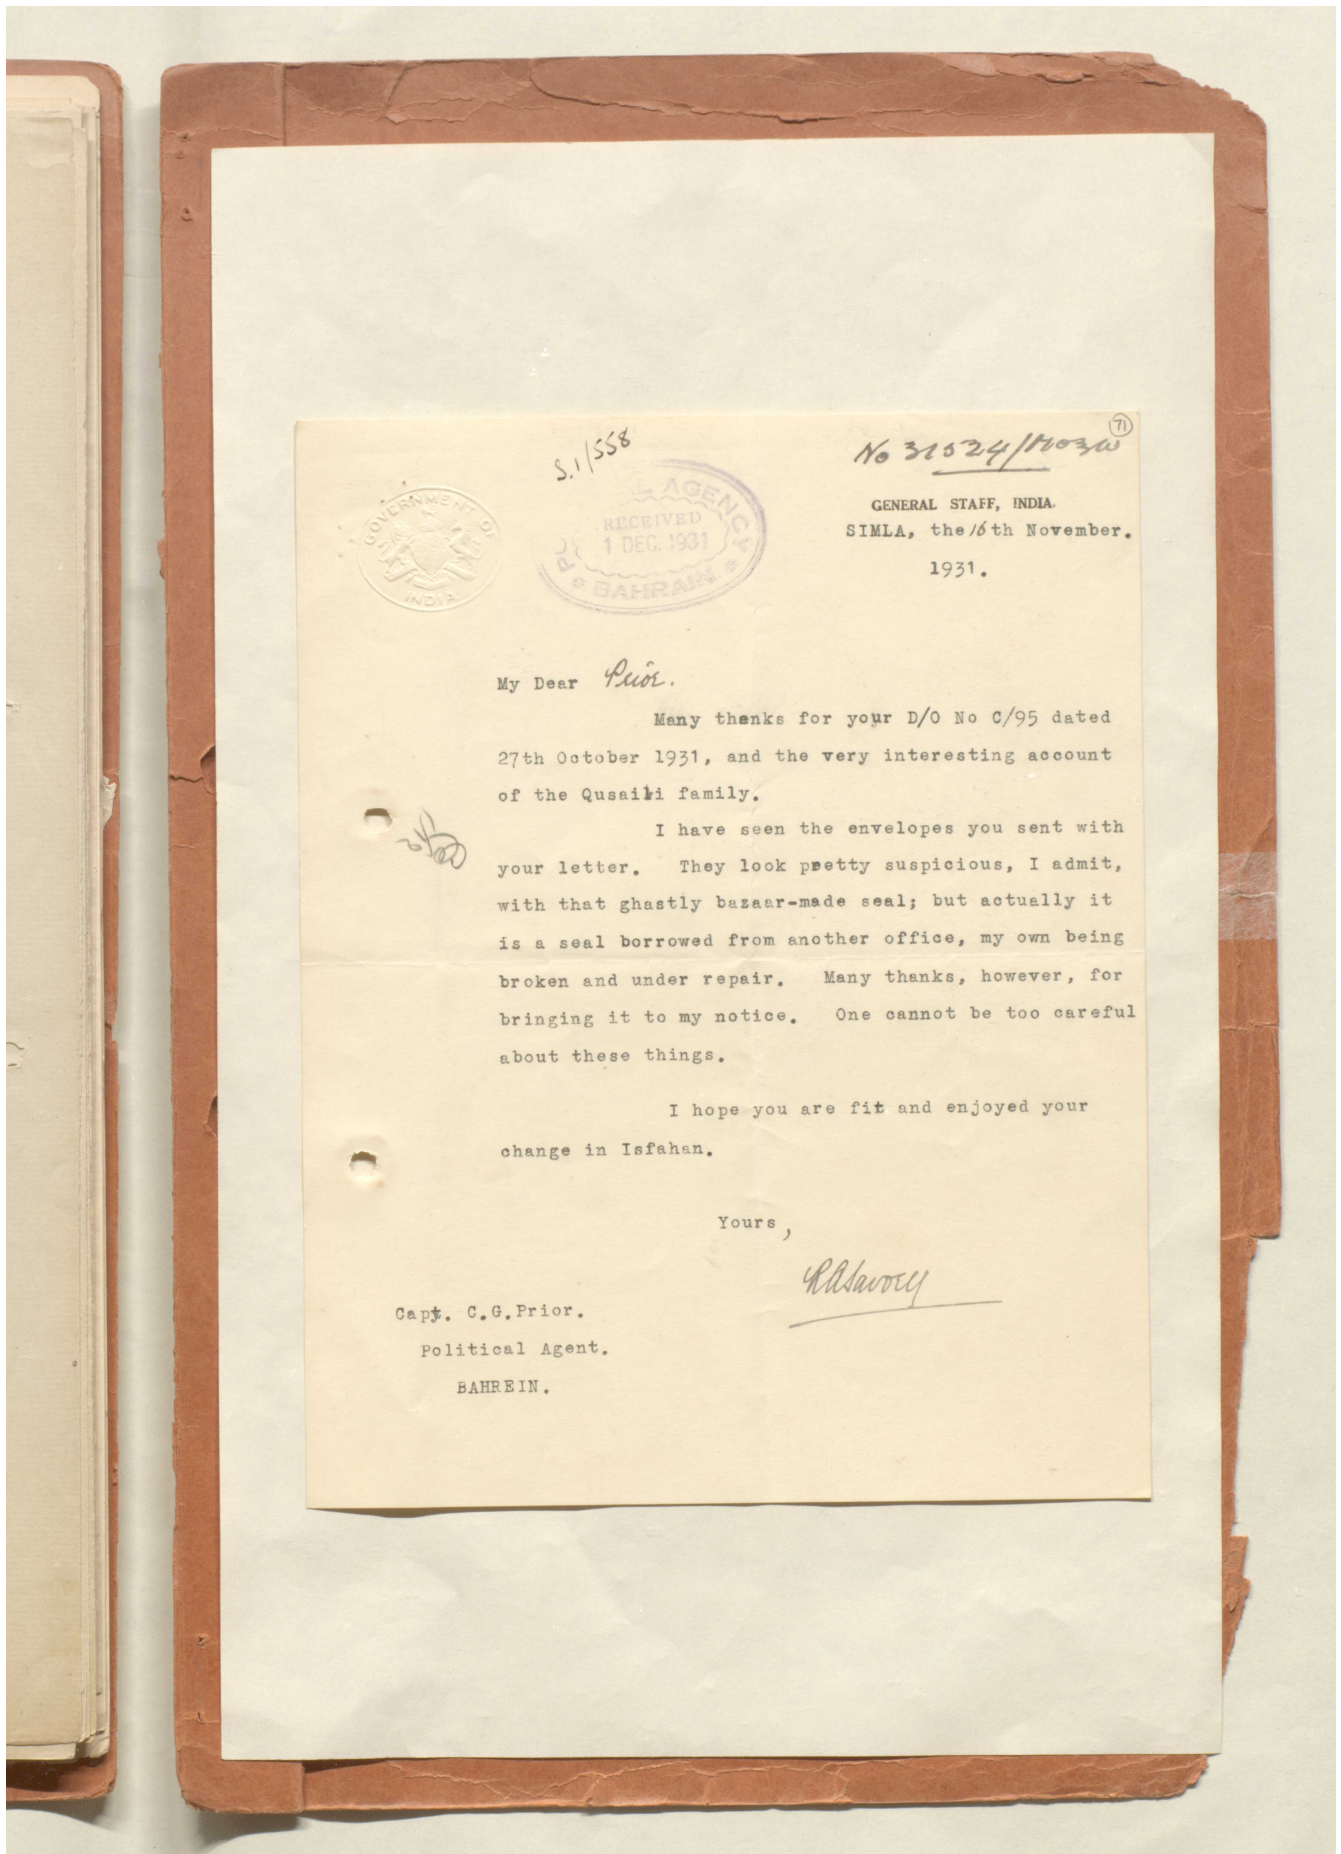 71
S.1/558
No 31524/MO3W
GOVERNMENT OF
INDIA
L AGENCY
RECEIVED
1 DEC. 1931
BAHRAIN.
GENERAL STAFF, INDIA.
SIMLA, the 16th November.
1931.
My Dear Prior.
Many thanks for your D/O No C/95 dated
27th October 1931, and the very interesting account
of the Qusaibi family.
I have seen the envelopes you sent with
your letter. They look pretty suspicious, I admit,
with that ghastly bazaar-made seal; but actually it
is a seal borrowed from another office, my own being
broken and under repair. Many thanks, however, for
bringing it to my notice. One cannot be too careful
about these things.
I hope you are fit and enjoyed your
change in Isfahan.
Yours,
RASavory
Capt. C.G.Prior.
Political Agent.
BAHREIN.